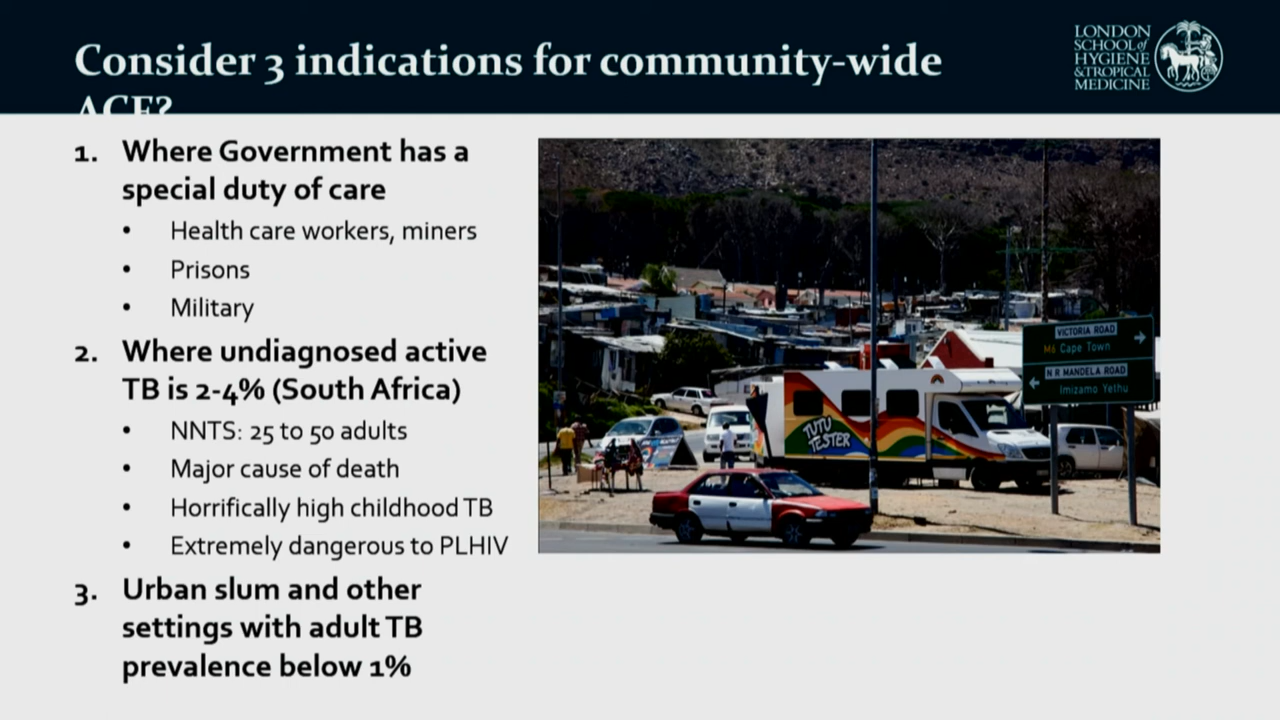 Consider 3 indications for community-wide
ACF?
LONDON
SCHOOL of
HYGIENE
& TROPICAL
MEDICINE
1. Where Government has a
special duty of care
• Health care workers, miners
• Prisons
• Military
2. Where undiagnosed active
TB is 2-4% (South Africa)
• NNTS: 25 to 50 adults
• Major cause of death
• Horrifically high childhood TB
• Extremely dangerous to PLHIV
3. Urban slum and other
settings with adult TB
prevalence below 1%
VICTORIA ROAD
M6 Cape Town
N R MANDELA ROAD
Imizamo Yethu
TUTU
TESTER